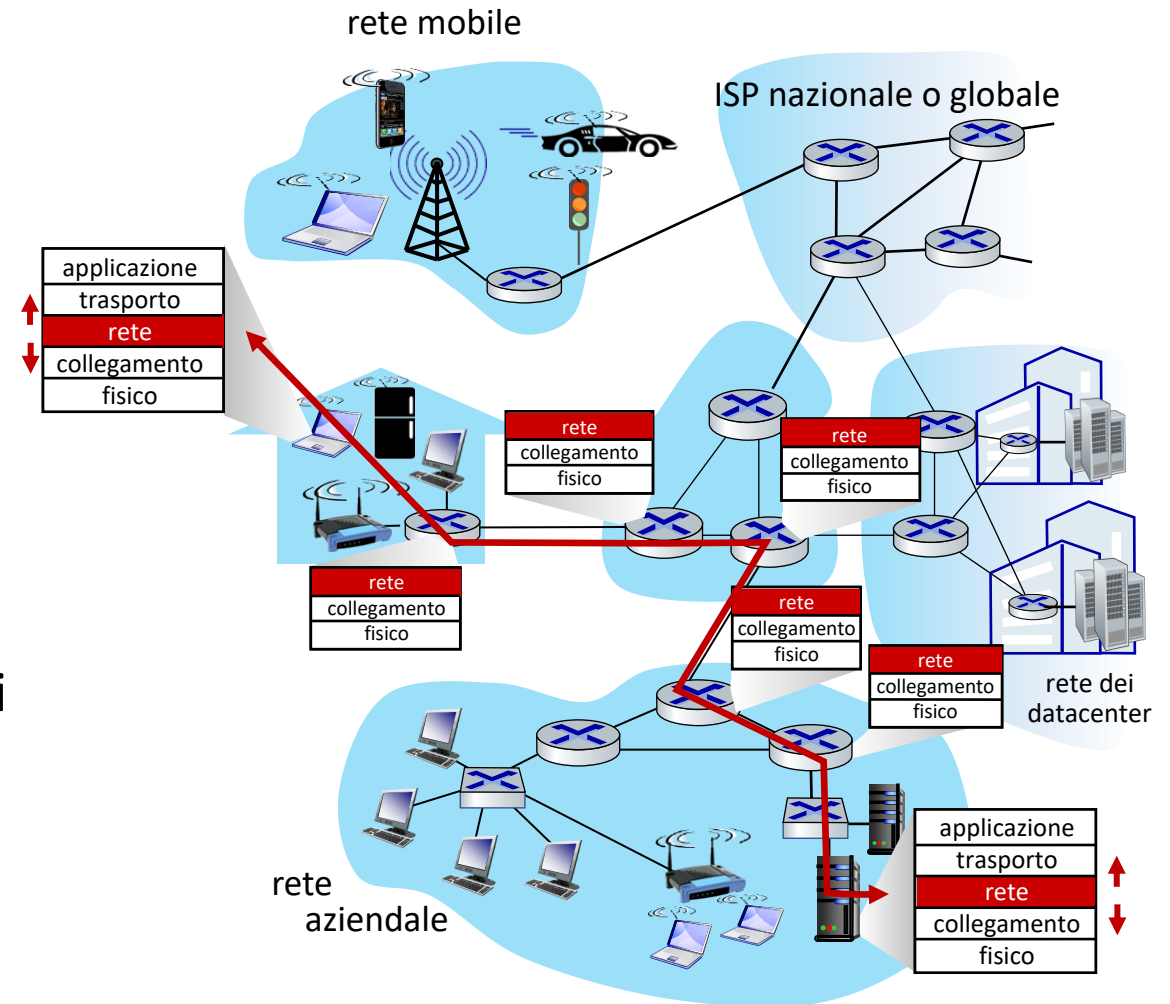 rete mobile
ISP nazionale o globale
applicazione
trasporto
rete
collegamento
fisico
rete
collegamento
fisico
rete
collegamento
fisico
rete
collegamento
fisico
rete
collegamento
fisico
rete
collegamento
fisico
rete dei
datacenter
i
rete
aziendale
applicazione
trasporto
rete
collegamento
fisico